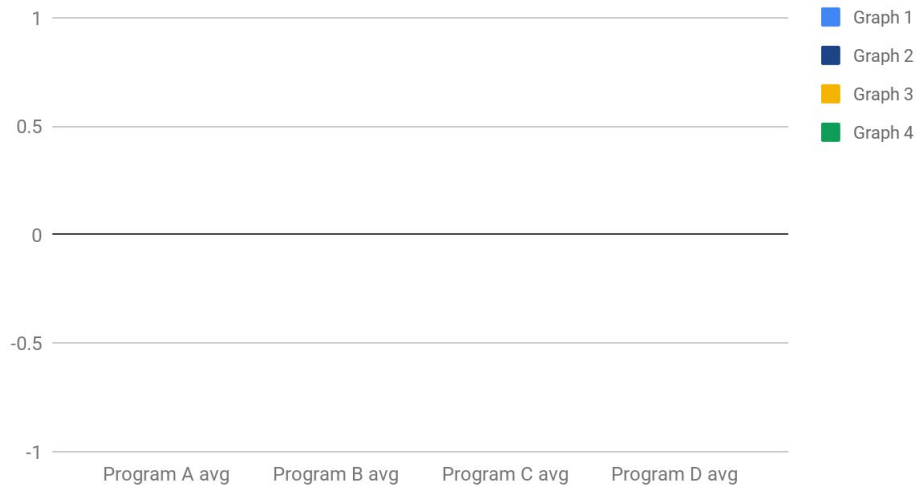 1
0.5
0
-0.5
-1
Program A avg
Program B avg
Program C avg
Program D avg
Graph 1
Graph 2
Graph 3
Graph 4